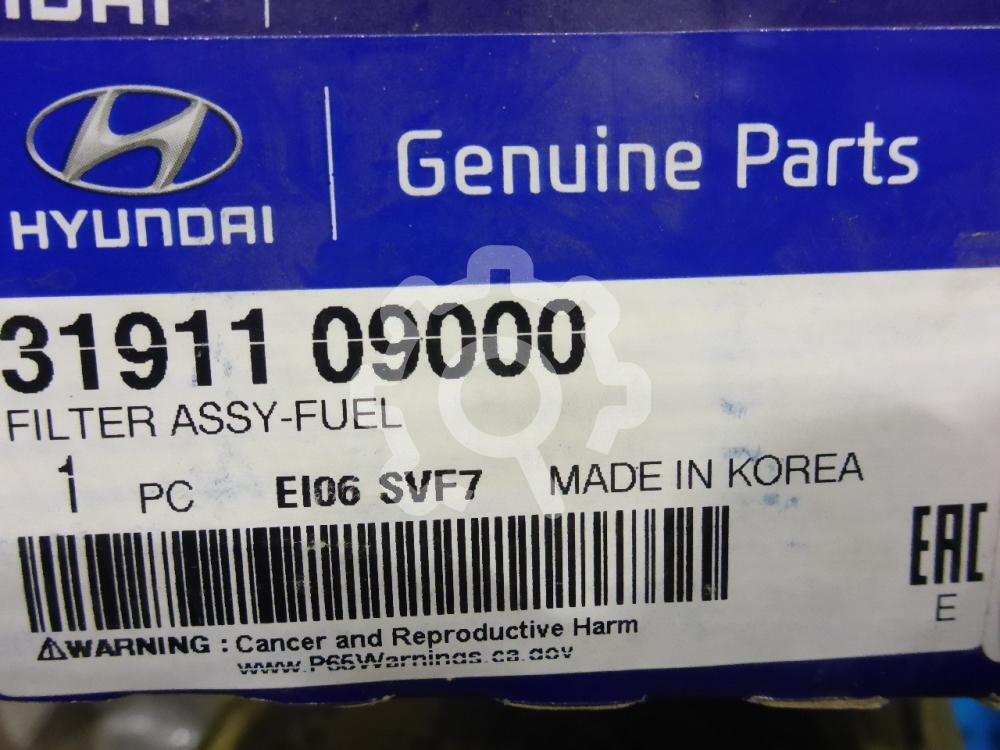 HYUNDAI
Genuine Parts
31911 09000
FILTER ASSY-FUEL
1 PC EI06 SVF7 MADE IN KOREA
EAC
E
WARNING : Cancer and Reproductive Harm
www.P65Warnings.ca.gov